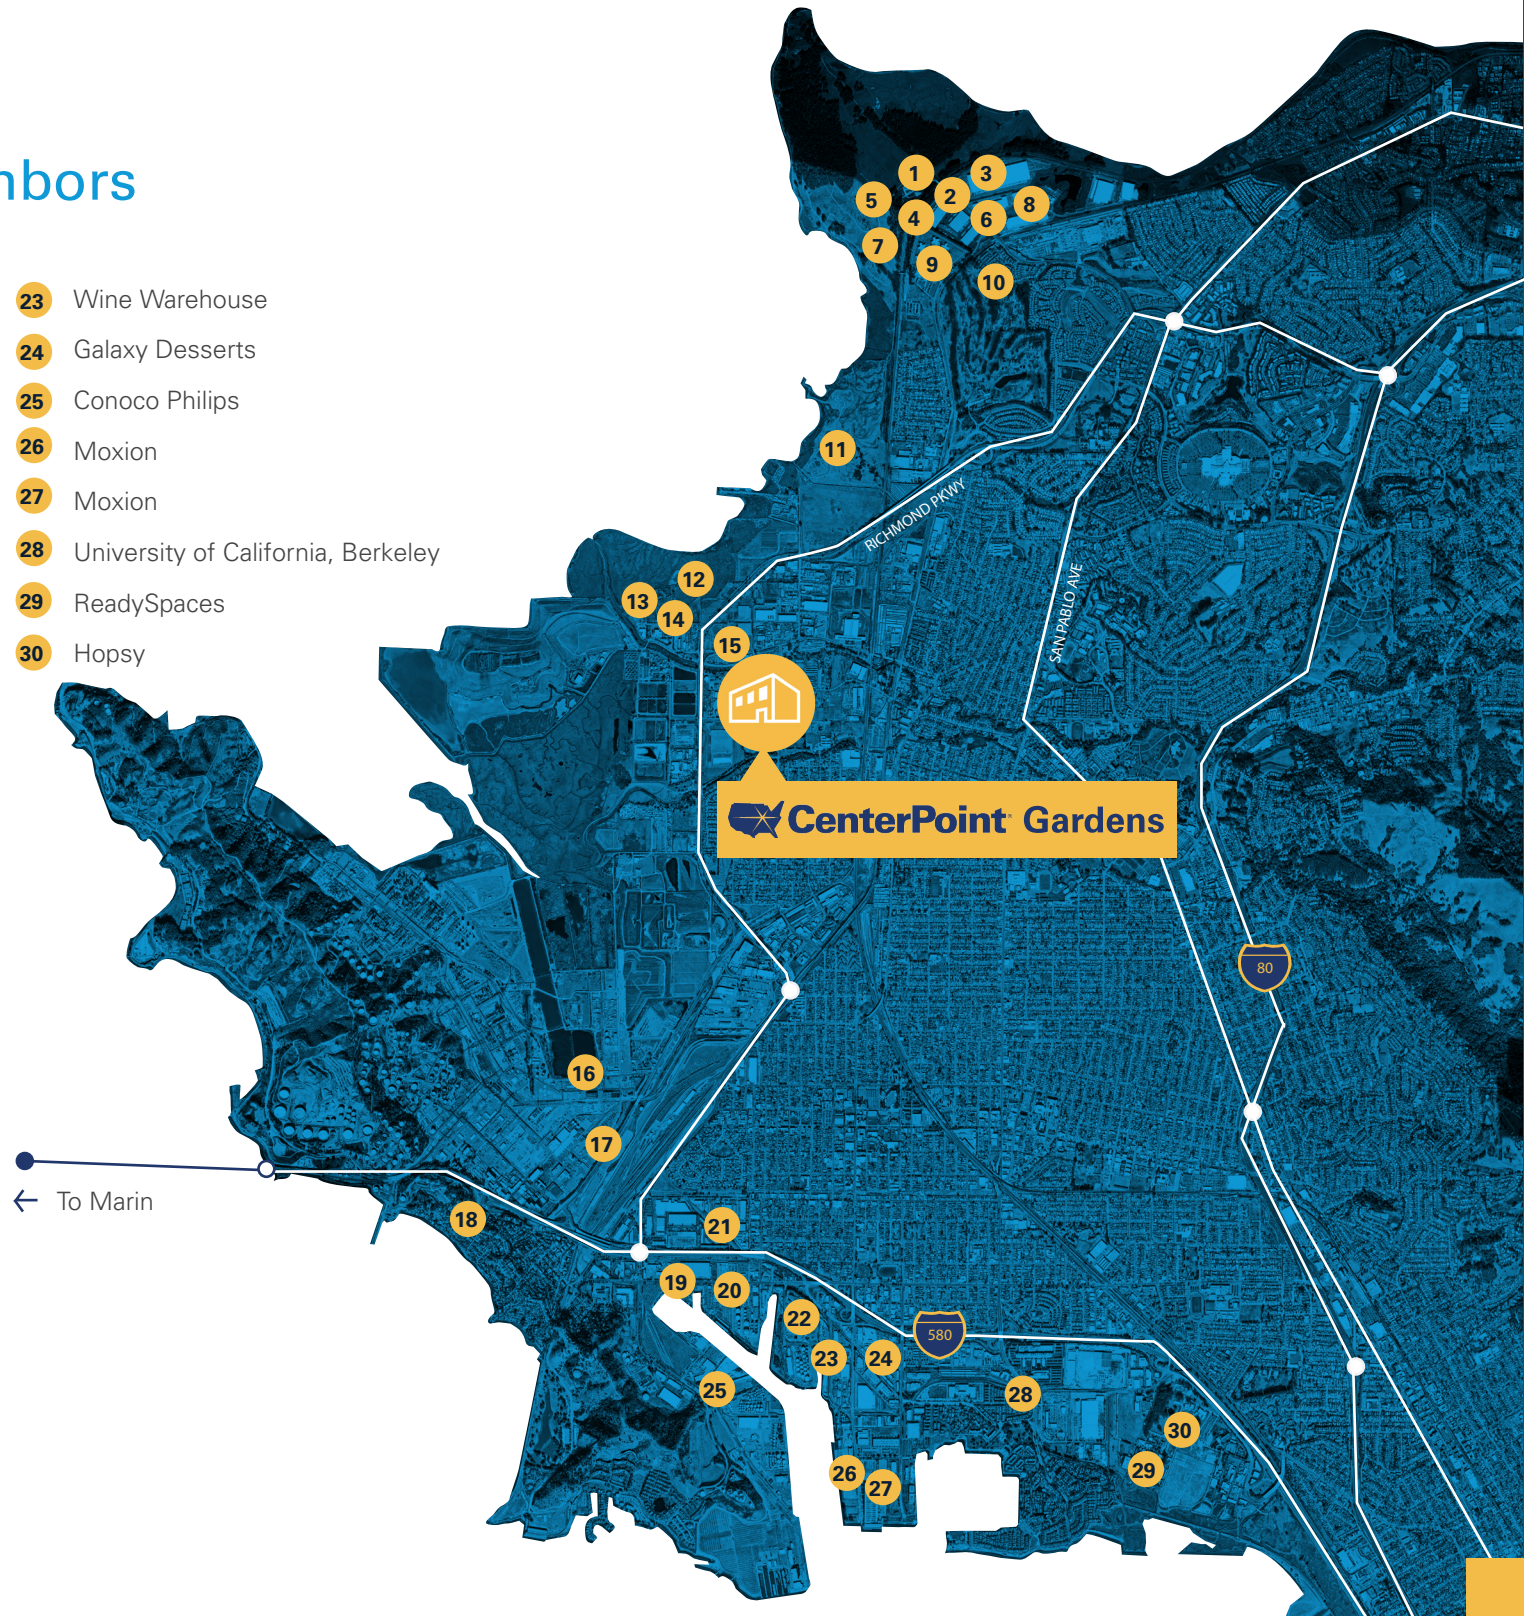 nbors
23 Wine Warehouse
24 Galaxy Desserts
25 Conoco Philips
26 Moxion
27 Moxion
28 University of California, Berkeley
29 ReadySpaces
30 Hopsy
1
3
2
5
8
4
6
7
9
10
11
RICHMOND PKWY
SAN PABLO AVE
12
13
14
15
CenterPoint Gardens
80
16
17
To Marin
18
21
19
20
22
580
23
24
25
28
30
29
26
27